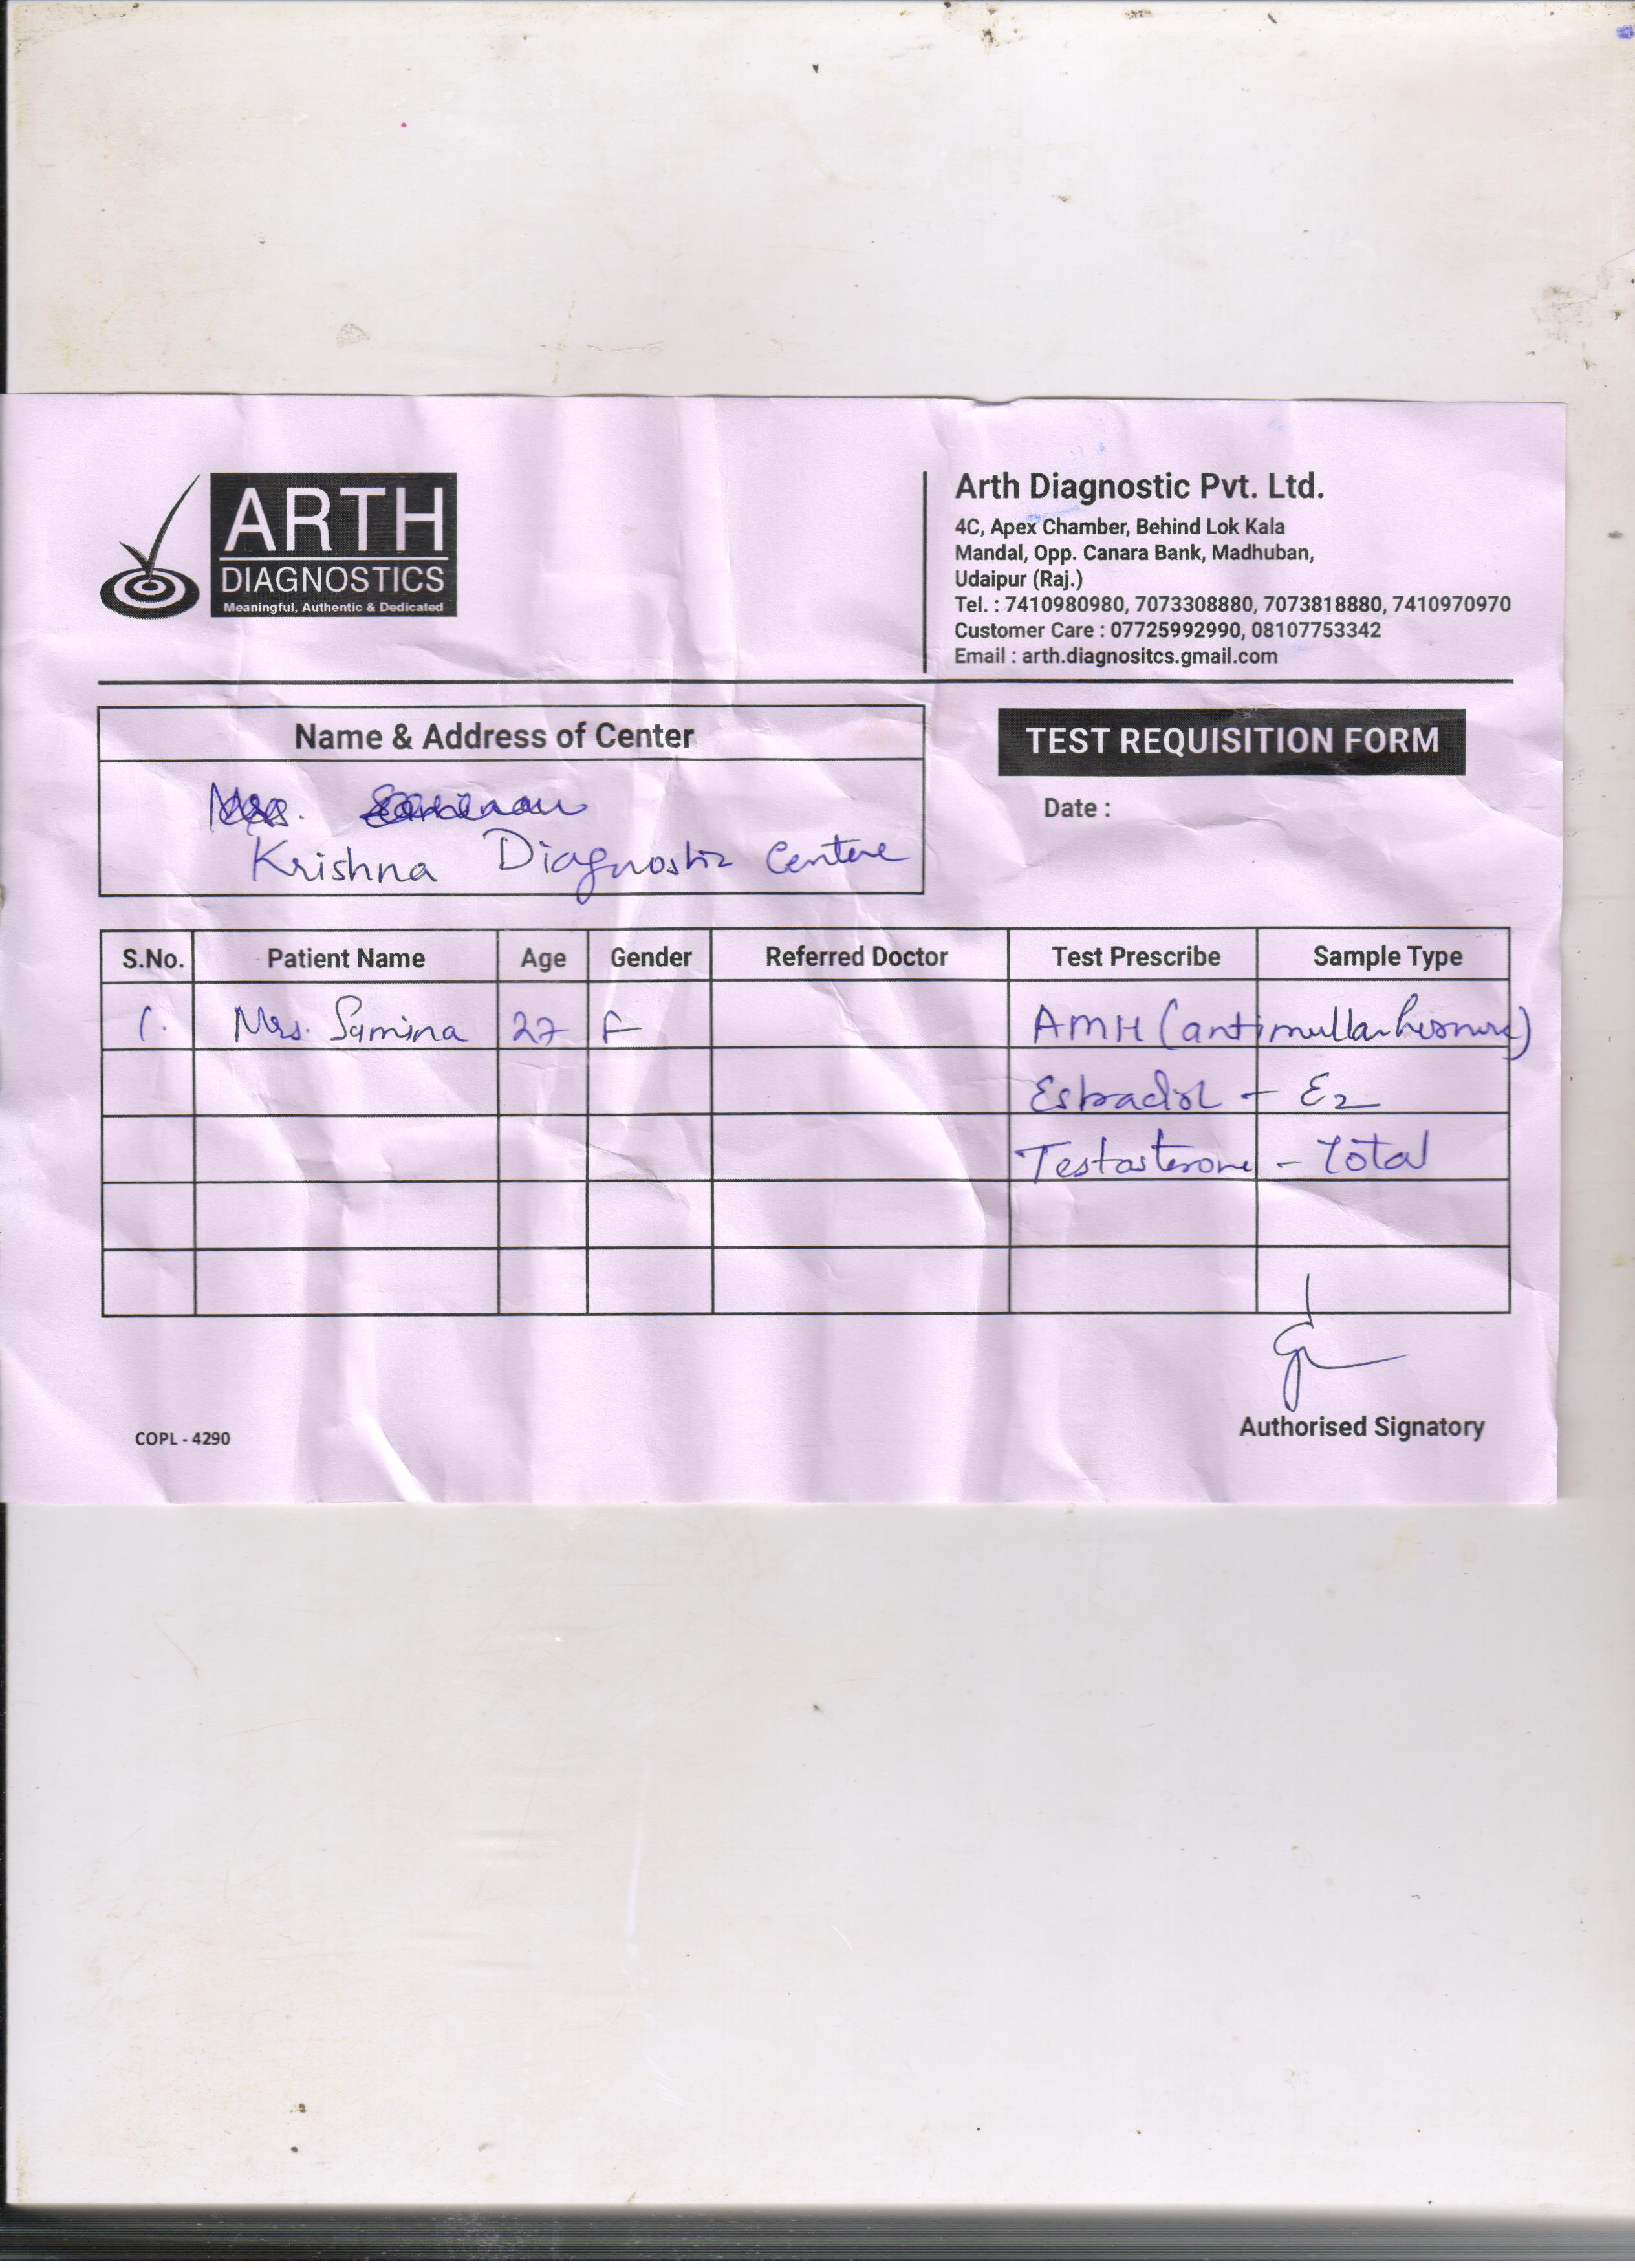 ARTH
DIAGNOSTICS
Meaningful, Authentic & Dedicated
Arth Diagnostic Pvt. Ltd.
4C, Apex Chamber, Behind Lok Kala
Mandal, Opp. Canara Bank, Madhuban,
Udaipur (Raj.)
Tel. : 7410980980, 7073308880, 7073818880, 7410970970
Customer Care : 07725992990, 08107753342
Email : arth.diagnositcs.gmail.com
Name & Address of Center
Mrs.
Krishna Diagnostic Centre
TEST REQUISITION FORM
Date :
S.No. Patient Name Age Gender Referred Doctor Test Prescribe Sample Type
1. Mrs. Samina 27 F AMH (antimullarhormone)
Estradiol - E2
Testosterone - Total
Authorised Signatory
COPL - 4290